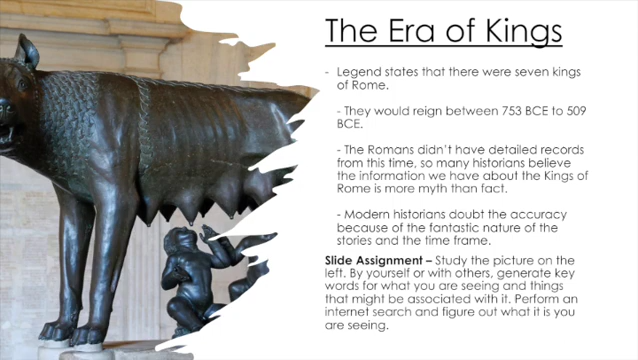 The Era of Kings
- Legend states that there were seven kings
of Rome.
- They would reign between 753 BCE to 509
BCE.
- The Romans didn't have detailed records
from this time, so many historians believe
the information we have about the Kings of
Rome is more myth than fact.
- Modern historians doubt the accuracy
because of the fantastic nature of the
stories and the time frame.
Slide Assignment – Study the picture on the
left. By yourself or with others, generate key
words for what you are seeing and things
that might be associated with it. Perform an
internet search and figure out what it is you
are seeing.